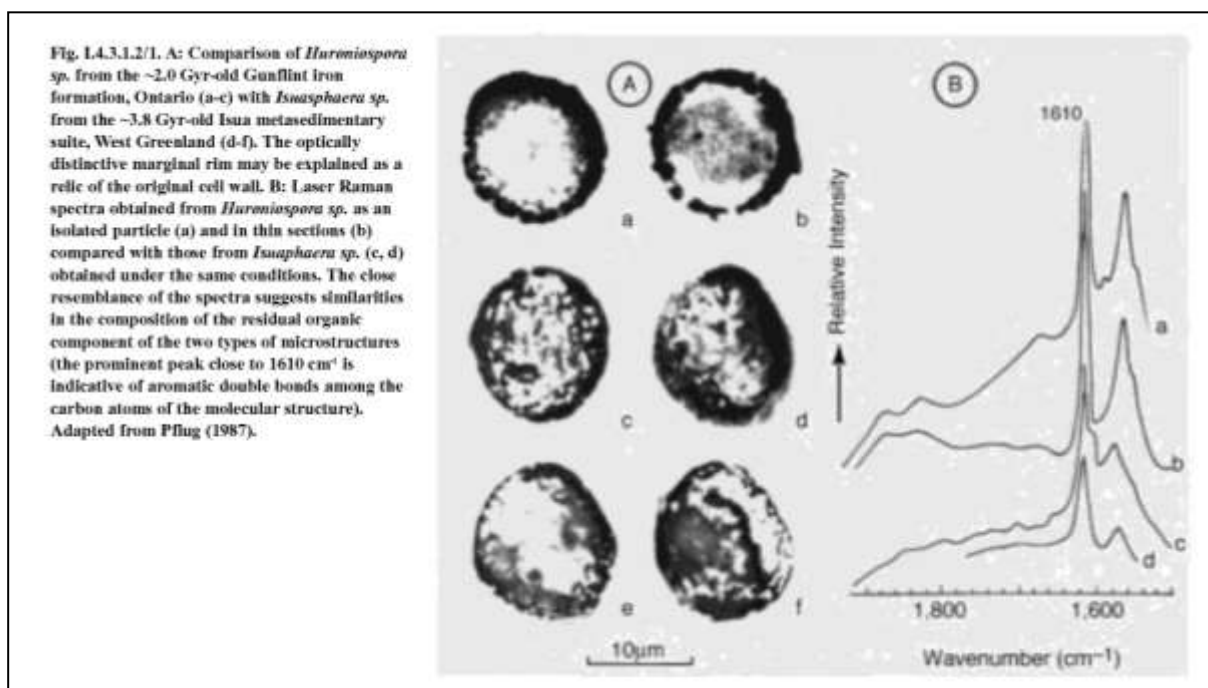 Fig. I.4.3.1.2/1. A: Comparison of Huroniospora
sp. from the ~2.0 Gyr-old Gunflint iron
formation, Ontario (a-c) with Isuasphaera sp.
from the ~3.8 Gyr-old Isua metasedimentary
suite, West Greenland (d-f). The optically
distinctive marginal rim may be explained as a
relic of the original cell wall. B: Laser Raman
spectra obtained from Huroniospora sp. as an
isolated particle (a) and in thin sections (b)
compared with those from Isuaphaera sp. (c, d)
obtained under the same conditions. The close
resemblance of the spectra suggests similarities
in the composition of the residual organic
component of the two types of microstructures
(the prominent peak close to 1610 cm⁻¹ is
indicative of aromatic double bonds among the
carbon atoms of the molecular structure).
Adapted from Pflug (1987).
A
a
b
c
d
e
f
10µm
B
1610
Relative Intensity
a
b
c
d
1,800
1,600
Wavenumber (cm⁻¹)